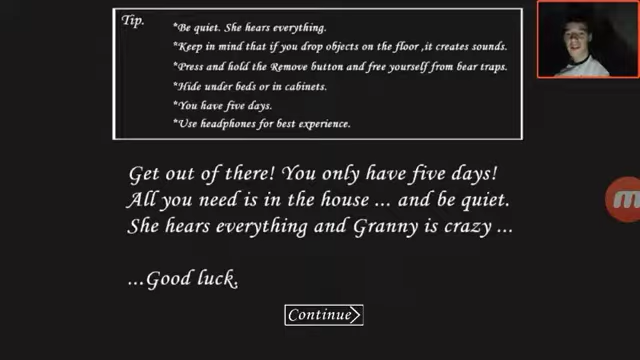 Tip.
*Be quiet. She hears everything.
*Keep in mind that if you drop objects on the floor ,it creates sounds.
*Press and hold the Remove button and free yourself from bear traps.
*Hide under beds or in cabinets.
*You have five days.
*Use headphones for best experience.
Get out of there! You only have five days!
All you need is in the house ... and be quiet.
She hears everything and Granny is crazy ...
...Good luck.
Continue